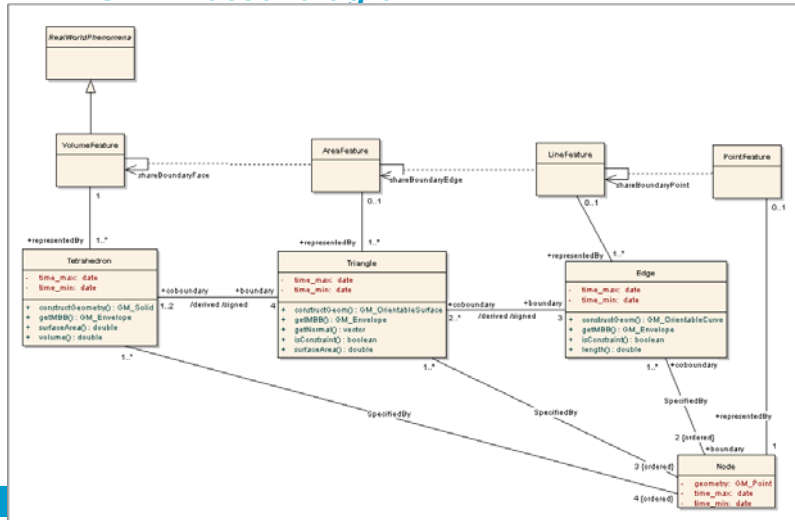 RealWorldPhenomena
VolumeFeature
AreaFeature
LineFeature
PointFeature
shareBoundaryFace
shareBoundaryEdge
shareBoundaryPoint
1
0..1
0..1
0..1
+representedBy
1..*
+representedBy
1..*
+representedBy
1..*
Tetrahedron
- time_max: date
- time_min: date
+ constructGeometry() : GM_Solid
+ getMBB() : GM_Envelope
+ surfaceArea() : double
+ volume() : double
+coboundary
+boundary
1..2
/derived /signed
4
Triangle
- time_max: date
- time_min: date
+ constructGeom() : GM_OrientableSurface
+ getMBB() : GM_Envelope
+ getNormal() : vector
+ isConstraint() : boolean
+ surfaceArea() : double
+coboundary
+boundary
2..*
/derived /signed
3
Edge
- time_max: date
- time_min: date
+ constructGeom() : GM_OrientableCurve
+ getMBB() : GM_Envelope
+ isConstraint() : boolean
+ length() : double
1..*
1..*
1..*
+coboundary
SpecifiedBy
SpecifiedBy
SpecifiedBy
+representedBy
2 {ordered}
+boundary
1
3 {ordered}
4 {ordered}
Node
- geometry: GM_Point
- time_max: date
- time_min: date